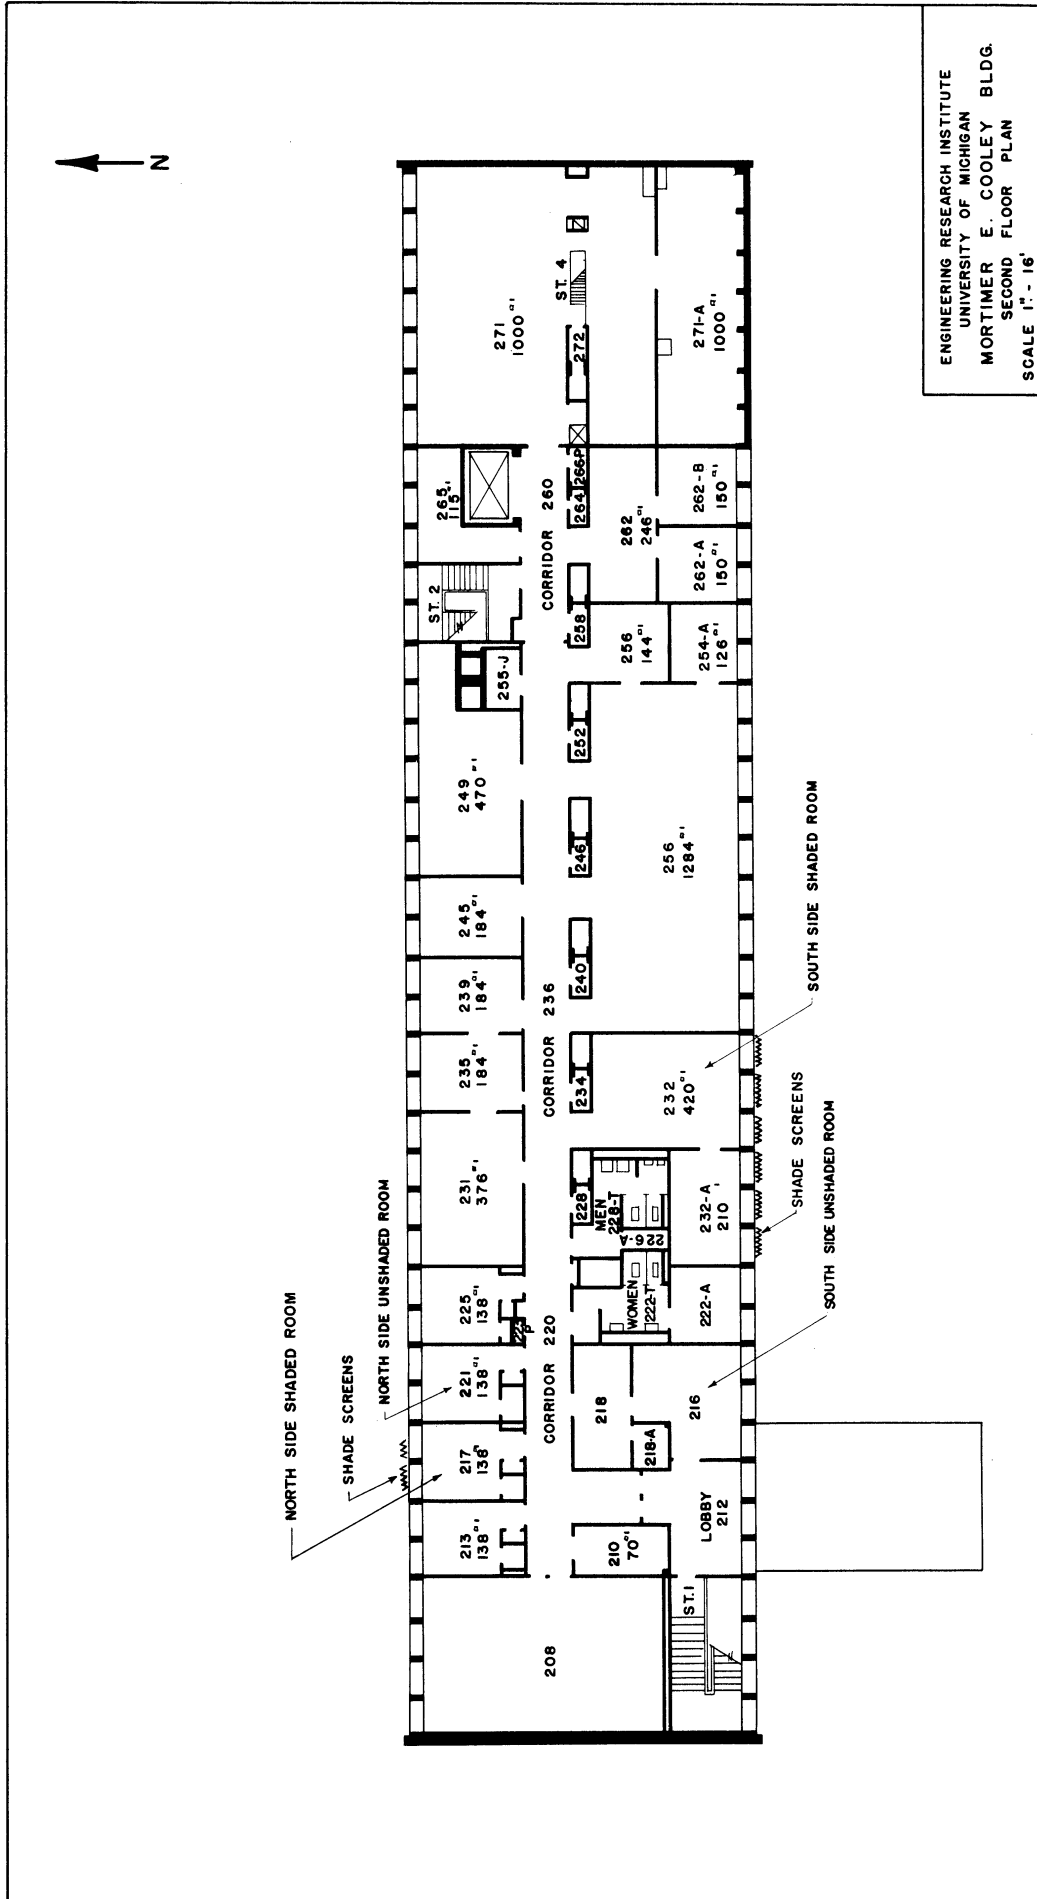 N
ENGINEERING RESEARCH INSTITUTE
UNIVERSITY OF MICHIGAN
MORTIMER E. COOLEY BLDG.
SECOND FLOOR PLAN
SCALE 1" - 16'
NORTH SIDE SHADED ROOM
SHADE SCREENS
NORTH SIDE UNSHADED ROOM
208
213
138 □'
217
138 □'
221
138 □'
225
138 □'
223
P
231
376 □'
235
184 □'
239
184 □'
245
184 □'
249
470 □'
255-J
ST. 2
265
115 □'
271
1000 □'
CORRIDOR 220
CORRIDOR 236
CORRIDOR 260
210
70 □'
218
218-A
WOMEN
222-T
226-A
MEN
228-T
228
234
240
246
252
258
264
266P
272
ST. 4
ST. 1
LOBBY
212
216
222-A
232-A
210 '
232
420 □'
256
1284 □'
256
144 □'
254-A
126 □'
262
246 □'
262-A
150 □'
262-B
150 □'
271-A
1000 □'
SOUTH SIDE UNSHADED ROOM
SHADE SCREENS
SOUTH SIDE SHADED ROOM